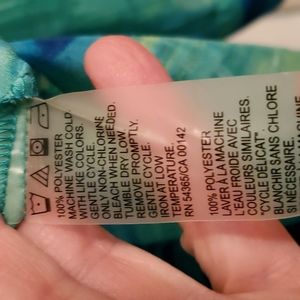 100% POLYESTER
MACHINE WASH COLD
WITH LIKE COLORS.
GENTLE CYCLE.
ONLY NON-CHLORINE
BLEACH WHEN NEEDED.
TUMBLE DRY LOW
REMOVE PROMPTLY.
GENTLE CYCLE.
IRON AT LOW
TEMPERATURE.
RN 54365/CA 00142
100% POLYESTER
LAVER À LA MACHINE
À L'EAU FROIDE AVEC
COULEURS SIMILAIRES.
"CYCLE DÉLICAT"
BLANCHIR SANS CHLORE
SI NÉCESSAIRE.